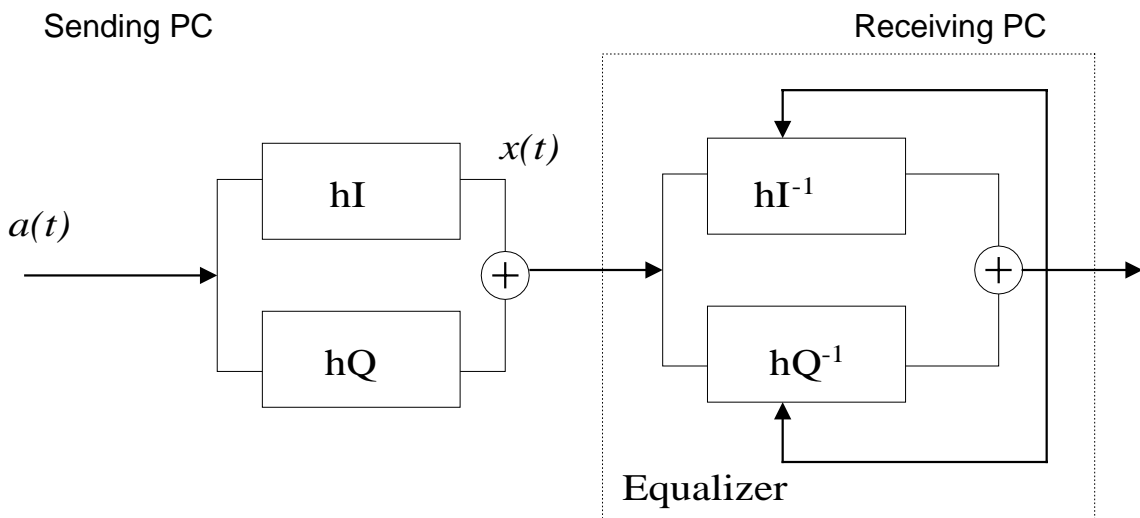 Sending PC
Receiving PC
x(t)
hI
hI⁻¹
a(t)
+
+
hQ
hQ⁻¹
Equalizer